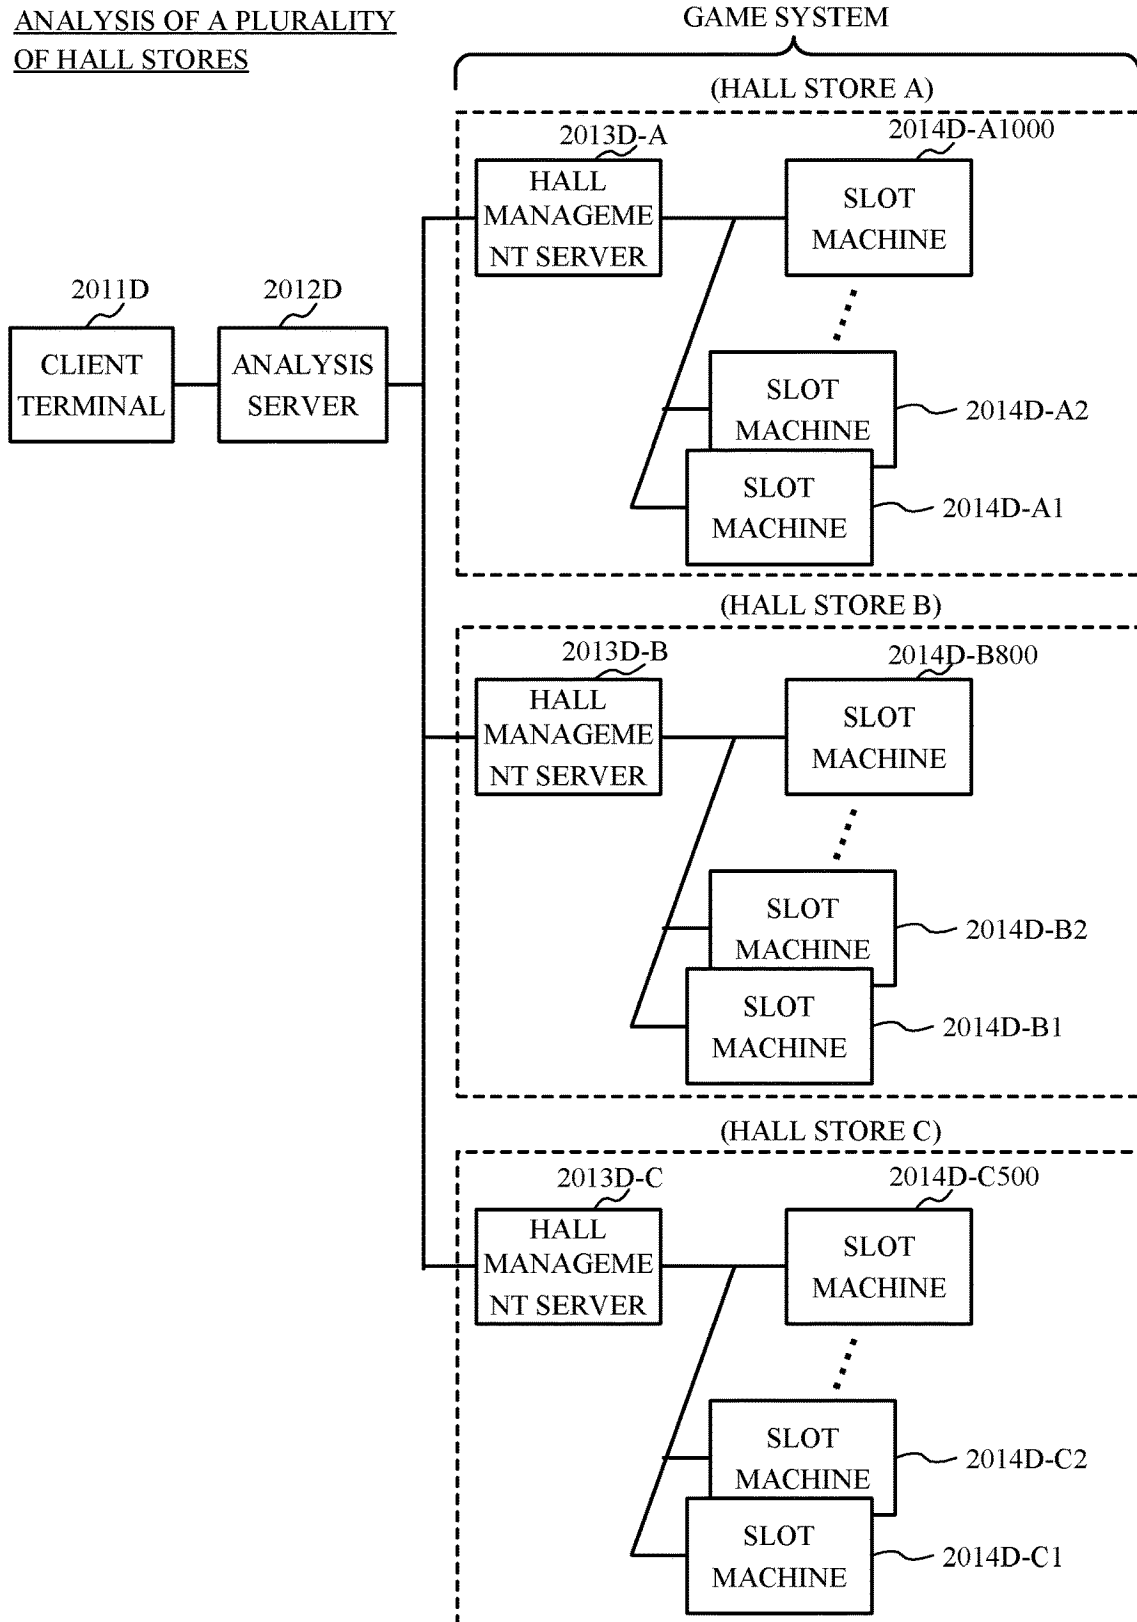 ANALYSIS OF A PLURALITY
OF HALL STORES
GAME SYSTEM
(HALL STORE A)
2013D-A
2014D-A1000
HALL
MANAGEME
NT SERVER
SLOT
MACHINE
2011D
2012D
CLIENT
TERMINAL
ANALYSIS
SERVER
SLOT
MACHINE
2014D-A2
SLOT
MACHINE
2014D-A1
(HALL STORE B)
2013D-B
2014D-B800
HALL
MANAGEME
NT SERVER
SLOT
MACHINE
SLOT
MACHINE
2014D-B2
SLOT
MACHINE
2014D-B1
(HALL STORE C)
2013D-C
2014D-C500
HALL
MANAGEME
NT SERVER
SLOT
MACHINE
SLOT
MACHINE
2014D-C2
SLOT
MACHINE
2014D-C1